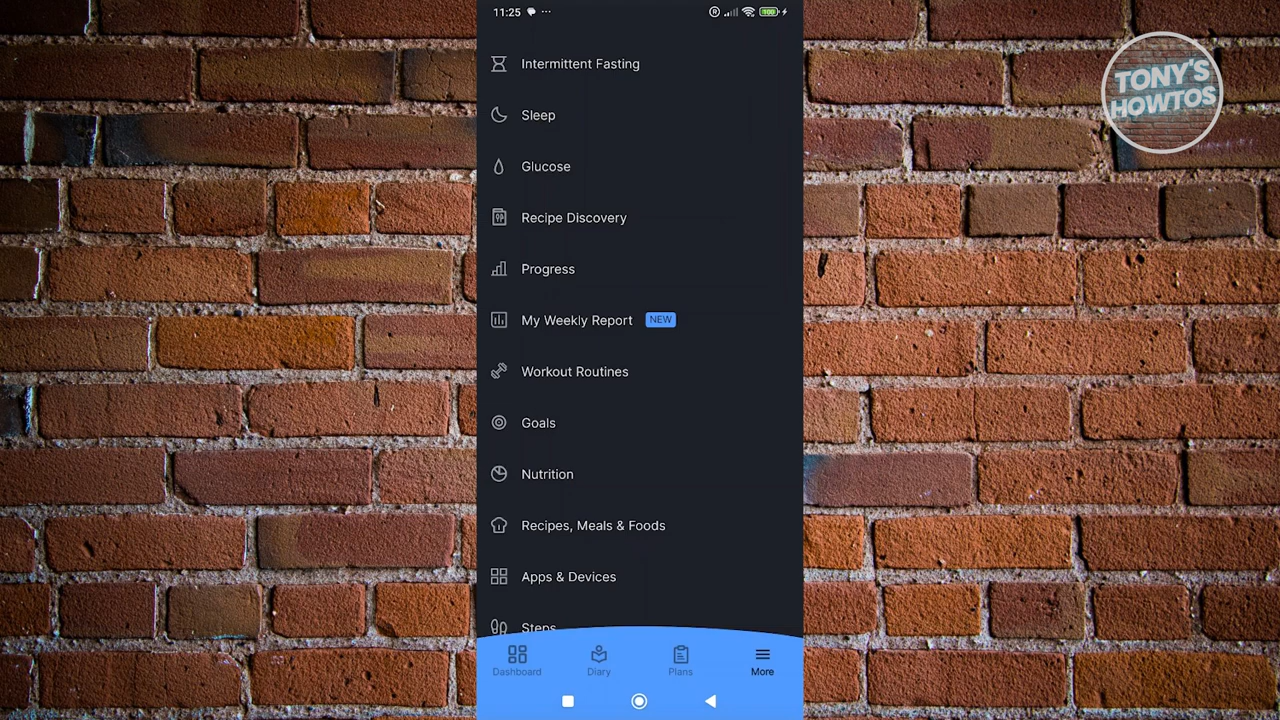 11:25
100
TONY'S
HOWTOS
Intermittent Fasting
Sleep
Glucose
Recipe Discovery
Progress
My Weekly Report NEW
Workout Routines
Goals
Nutrition
Recipes, Meals & Foods
Apps & Devices
Steps
Dashboard
Diary
Plans
More